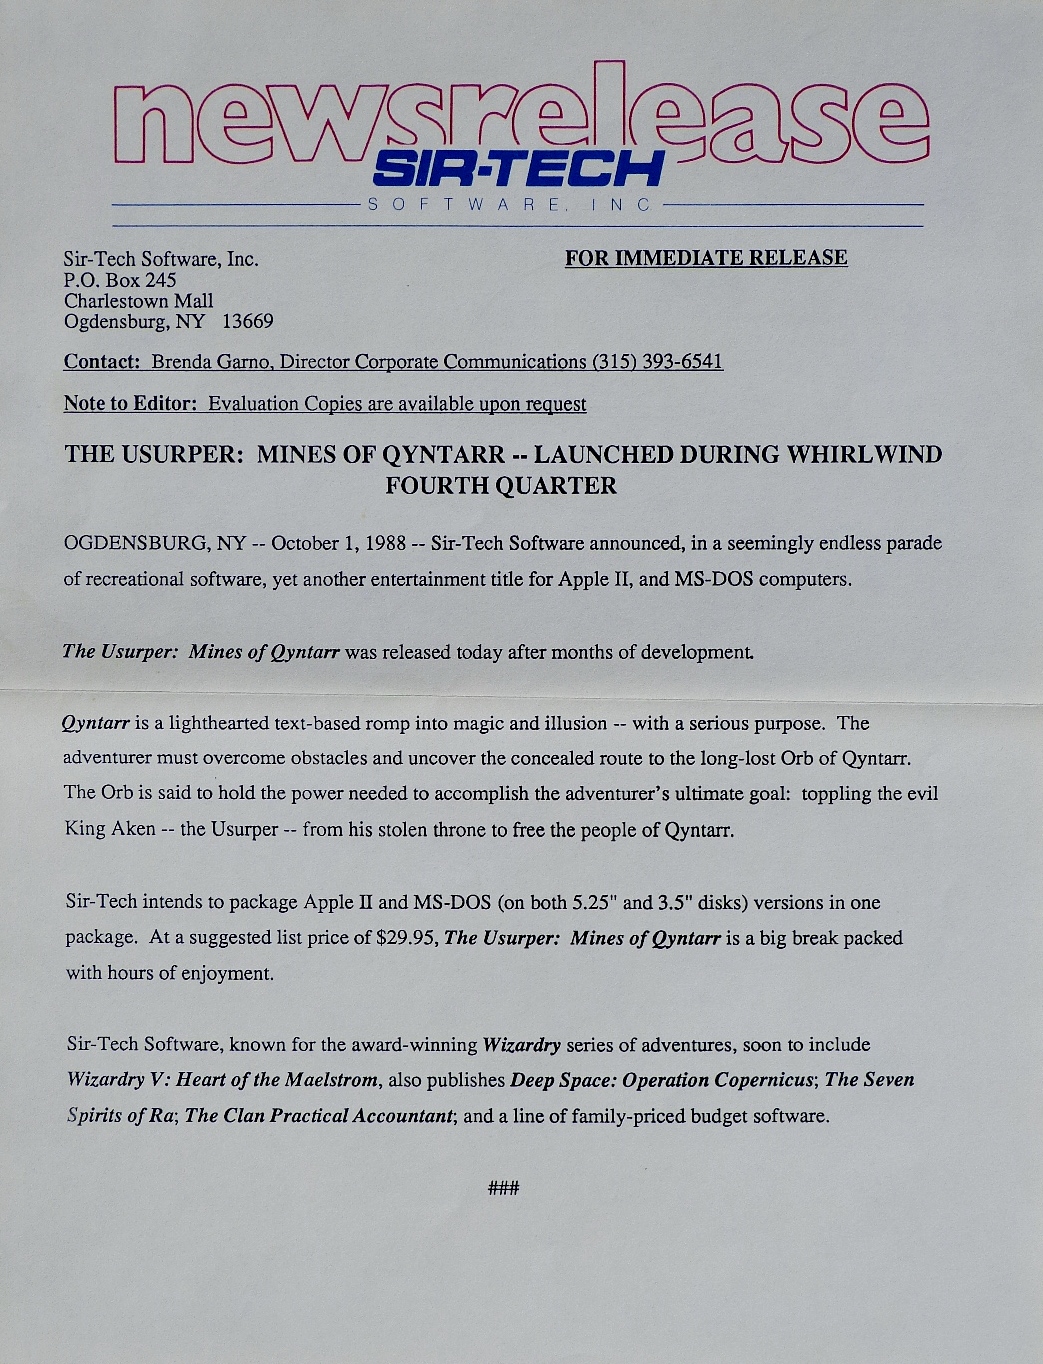 newsrelease
SIR-TECH
SOFTWARE, INC
Sir-Tech Software, Inc.
FOR IMMEDIATE RELEASE
P.O. Box 245
Charlestown Mall
Ogdensburg, NY 13669
Contact: Brenda Garno, Director Corporate Communications (315) 393-6541
Note to Editor: Evaluation Copies are available upon request
THE USURPER: MINES OF QYNTARR -- LAUNCHED DURING WHIRLWIND
FOURTH QUARTER
OGDENSBURG, NY -- October 1, 1988 -- Sir-Tech Software announced, in a seemingly endless parade
of recreational software, yet another entertainment title for Apple II, and MS-DOS computers.
The Usurper: Mines of Qyntarr was released today after months of development.
Qyntarr is a lighthearted text-based romp into magic and illusion -- with a serious purpose. The
adventurer must overcome obstacles and uncover the concealed route to the long-lost Orb of Qyntarr.
The Orb is said to hold the power needed to accomplish the adventurer's ultimate goal: toppling the evil
King Aken -- the Usurper -- from his stolen throne to free the people of Qyntarr.
Sir-Tech intends to package Apple II and MS-DOS (on both 5.25" and 3.5" disks) versions in one
package. At a suggested list price of $29.95, The Usurper: Mines of Qyntarr is a big break packed
with hours of enjoyment.
Sir-Tech Software, known for the award-winning Wizardry series of adventures, soon to include
Wizardry V: Heart of the Maelstrom, also publishes Deep Space: Operation Copernicus; The Seven
Spirits of Ra; The Clan Practical Accountant; and a line of family-priced budget software.
###